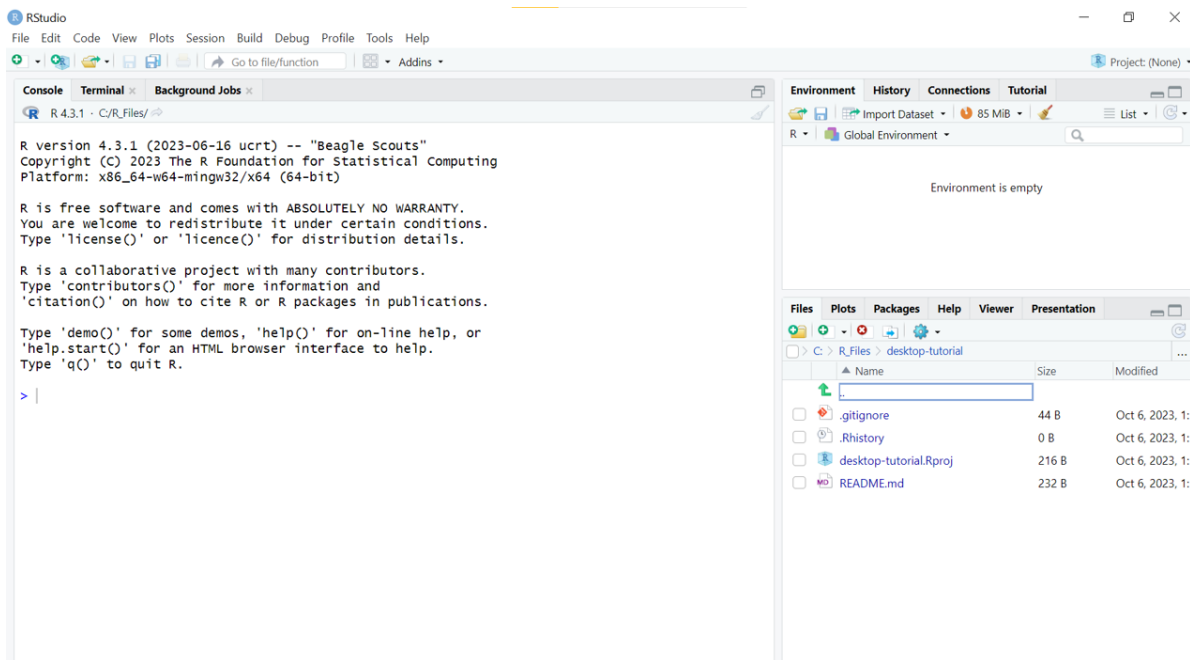 RStudio
File Edit Code View Plots Session Build Debug Profile Tools Help
Go to file/function Addins Project: (None)
Console Terminal Background Jobs
R 4.3.1 · C:/R_Files/
R version 4.3.1 (2023-06-16 ucrt) -- "Beagle Scouts"
Copyright (C) 2023 The R Foundation for Statistical Computing
Platform: x86_64-w64-mingw32/x64 (64-bit)
R is free software and comes with ABSOLUTELY NO WARRANTY.
You are welcome to redistribute it under certain conditions.
Type 'license()' or 'licence()' for distribution details.
R is a collaborative project with many contributors.
Type 'contributors()' for more information and
'citation()' on how to cite R or R packages in publications.
Type 'demo()' for some demos, 'help()' for on-line help, or
'help.start()' for an HTML browser interface to help.
Type 'q()' to quit R.
>
Environment History Connections Tutorial
Import Dataset 85 MiB List
R Global Environment
Environment is empty
Files Plots Packages Help Viewer Presentation
C: > R_Files > desktop-tutorial ...
Name Size Modified
..
.gitignore 44 B Oct 6, 2023, 1:
.Rhistory 0 B Oct 6, 2023, 1:
desktop-tutorial.Rproj 216 B Oct 6, 2023, 1:
MD README.md 232 B Oct 6, 2023, 1: